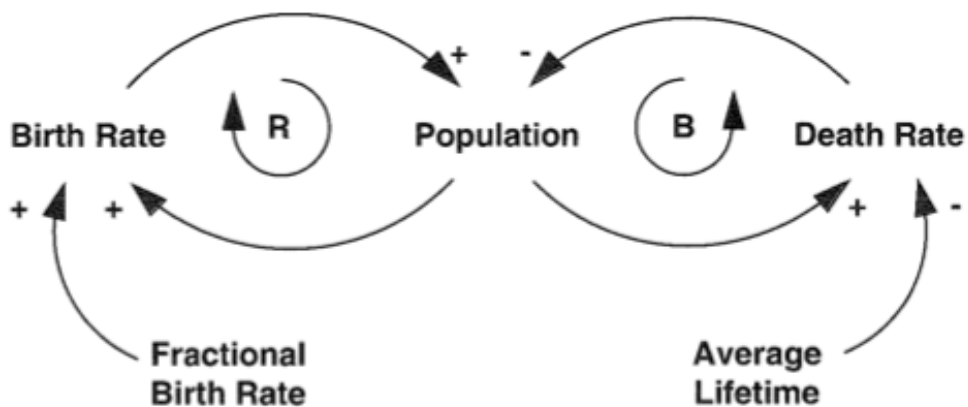 + -
Birth Rate R Population B Death Rate
+ + + -
Fractional
Birth Rate
Average
Lifetime